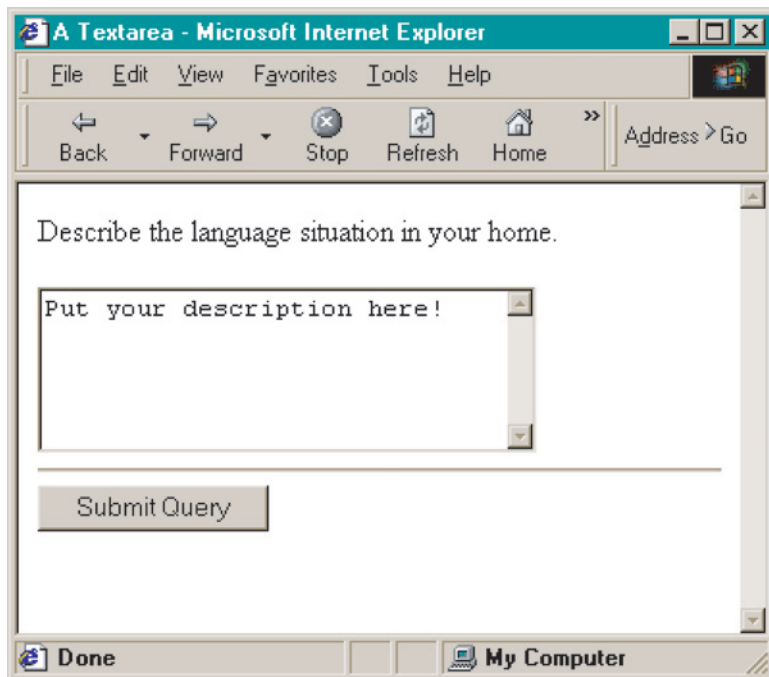 A Textarea - Microsoft Internet Explorer
File Edit View Favorites Tools Help
Back Forward Stop Refresh Home » Address Go
Describe the language situation in your home.
Put your description here!
Submit Query
Done My Computer